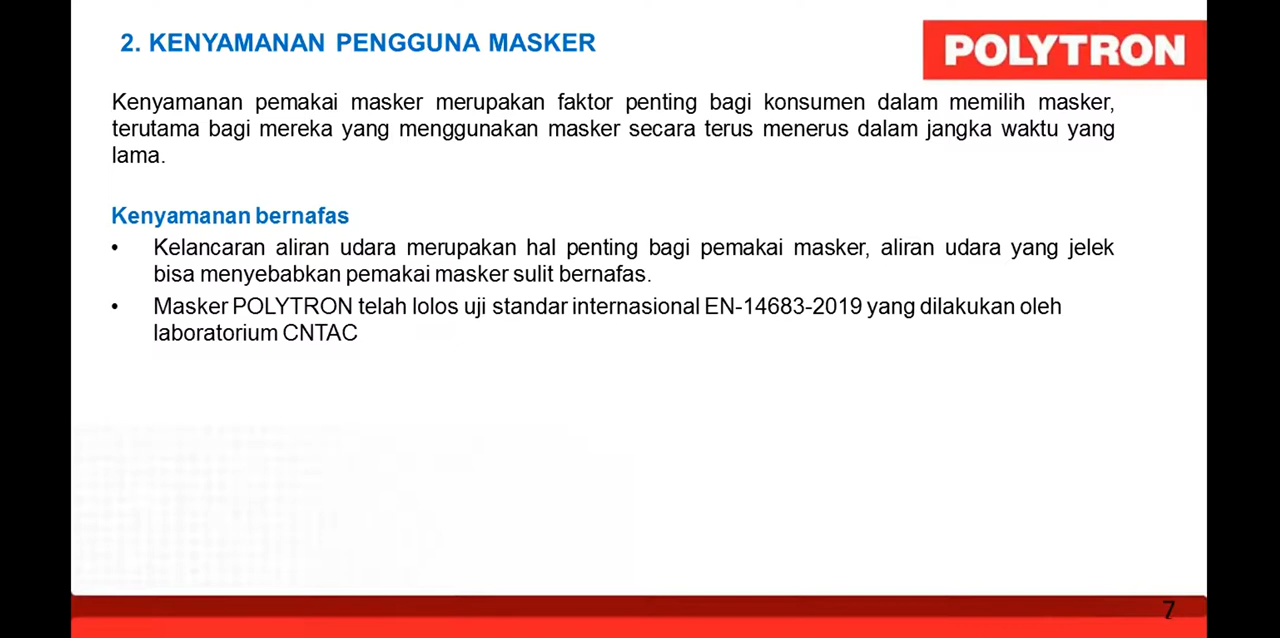 2. KENYAMANAN PENGGUNA MASKER
POLYTRON
Kenyamanan pemakai masker merupakan faktor penting bagi konsumen dalam memilih masker,
terutama bagi mereka yang menggunakan masker secara terus menerus dalam jangka waktu yang
lama.
Kenyamanan bernafas
• Kelancaran aliran udara merupakan hal penting bagi pemakai masker, aliran udara yang jelek
bisa menyebabkan pemakai masker sulit bernafas.
• Masker POLYTRON telah lolos uji standar internasional EN-14683-2019 yang dilakukan oleh
laboratorium CNTAC
7